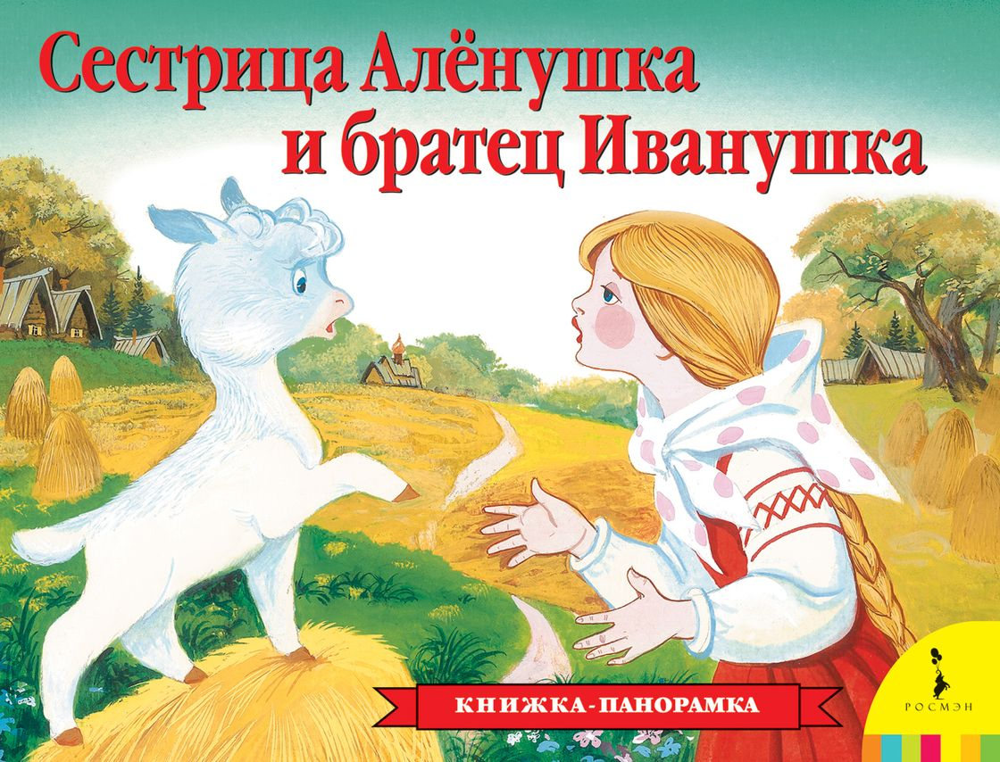 Сестрица Алёнушка
и братец Иванушка
КНИЖКА-ПАНОРАМКА
РОСМЭН